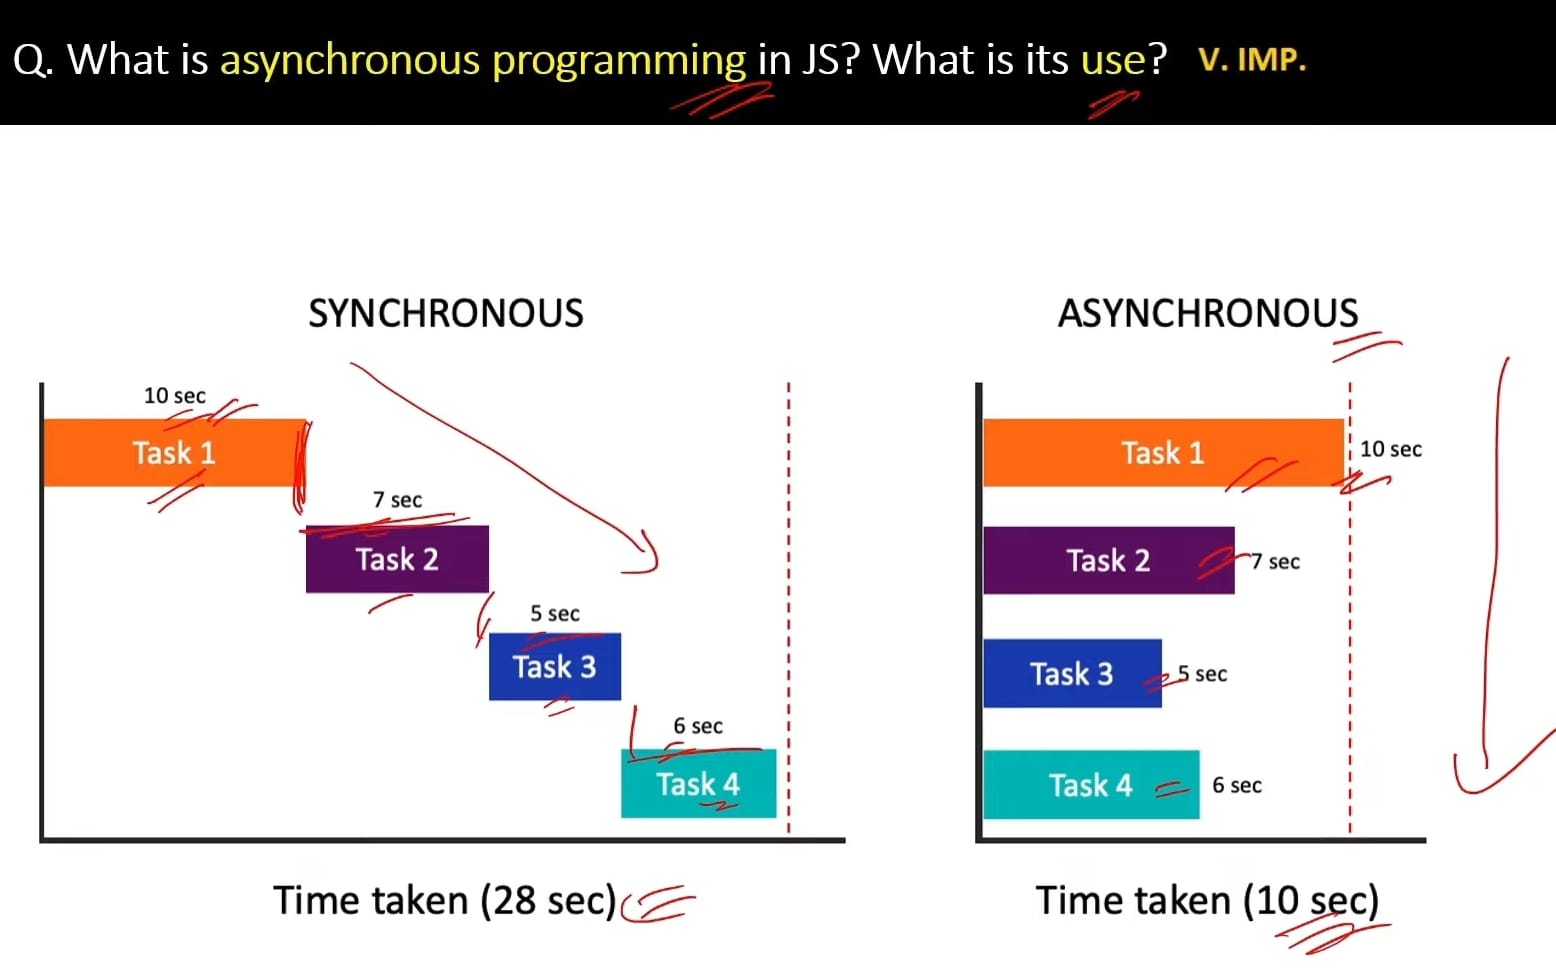 Q. What is asynchronous programming in JS? What is its use? V. IMP.
SYNCHRONOUS
10 sec
Task 1
7 sec
Task 2
5 sec
Task 3
6 sec
Task 4
Time taken (28 sec)
ASYNCHRONOUS
Task 1
10 sec
Task 2
7 sec
Task 3
5 sec
Task 4
6 sec
Time taken (10 sec)